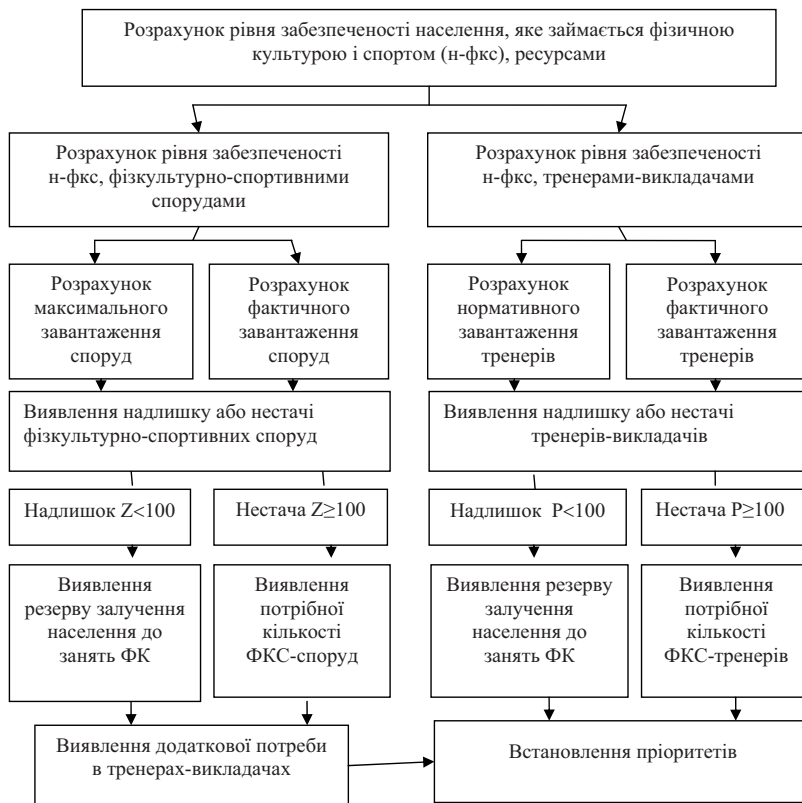 Розрахунок рівня забезпеченості населення, яке займається фізичною
культурою і спортом (н-фкс), ресурсами
Розрахунок рівня забезпеченості
н-фкс, фізкультурно-спортивними
спорудами
Розрахунок рівня забезпеченості
н-фкс, тренерами-викладачами
Розрахунок
максимального
завантаження
споруд
Розрахунок
фактичного
завантаження
споруд
Розрахунок
нормативного
завантаження
тренерів
Розрахунок
фактичного
завантаження
тренерів
Виявлення надлишку або нестачі
фізкультурно-спортивних споруд
Виявлення надлишку або нестачі
тренерів-викладачів
Надлишок Z<100
Нестача Z≥100
Надлишок P<100
Нестача P≥100
Виявлення
резерву залучення
населення до
занять ФК
Виявлення
потрібної
кількості
ФКС-споруд
Виявлення резерву
залучення
населення до
занять ФК
Виявлення
потрібної
кількості
ФКС-тренерів
Виявлення додаткової потреби
в тренерах-викладачах
Встановлення пріоритетів